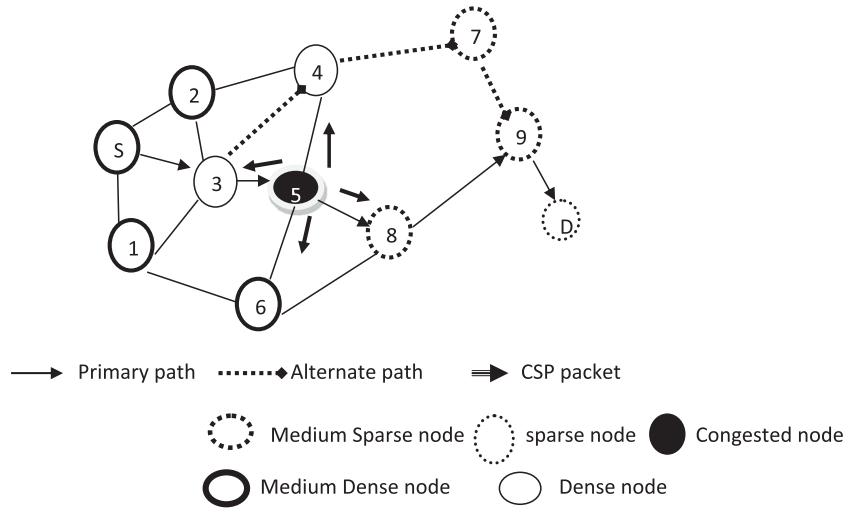 7
4
2
9
S
3
5
D
8
1
6
Primary path Alternate path CSP packet
Medium Sparse node sparse node Congested node
Medium Dense node Dense node